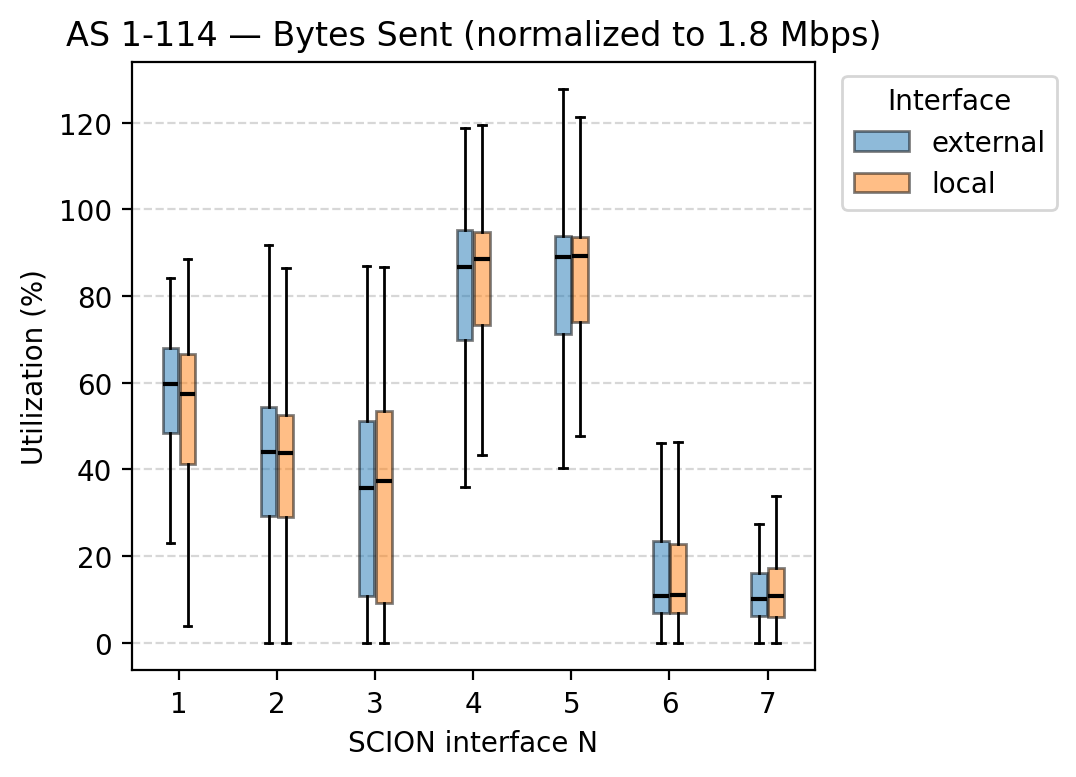 AS 1-114 — Bytes Sent (normalized to 1.8 Mbps)
Interface
external
local
Utilization (%)
120
100
80
60
40
20
0
1 2 3 4 5 6 7
SCION interface N